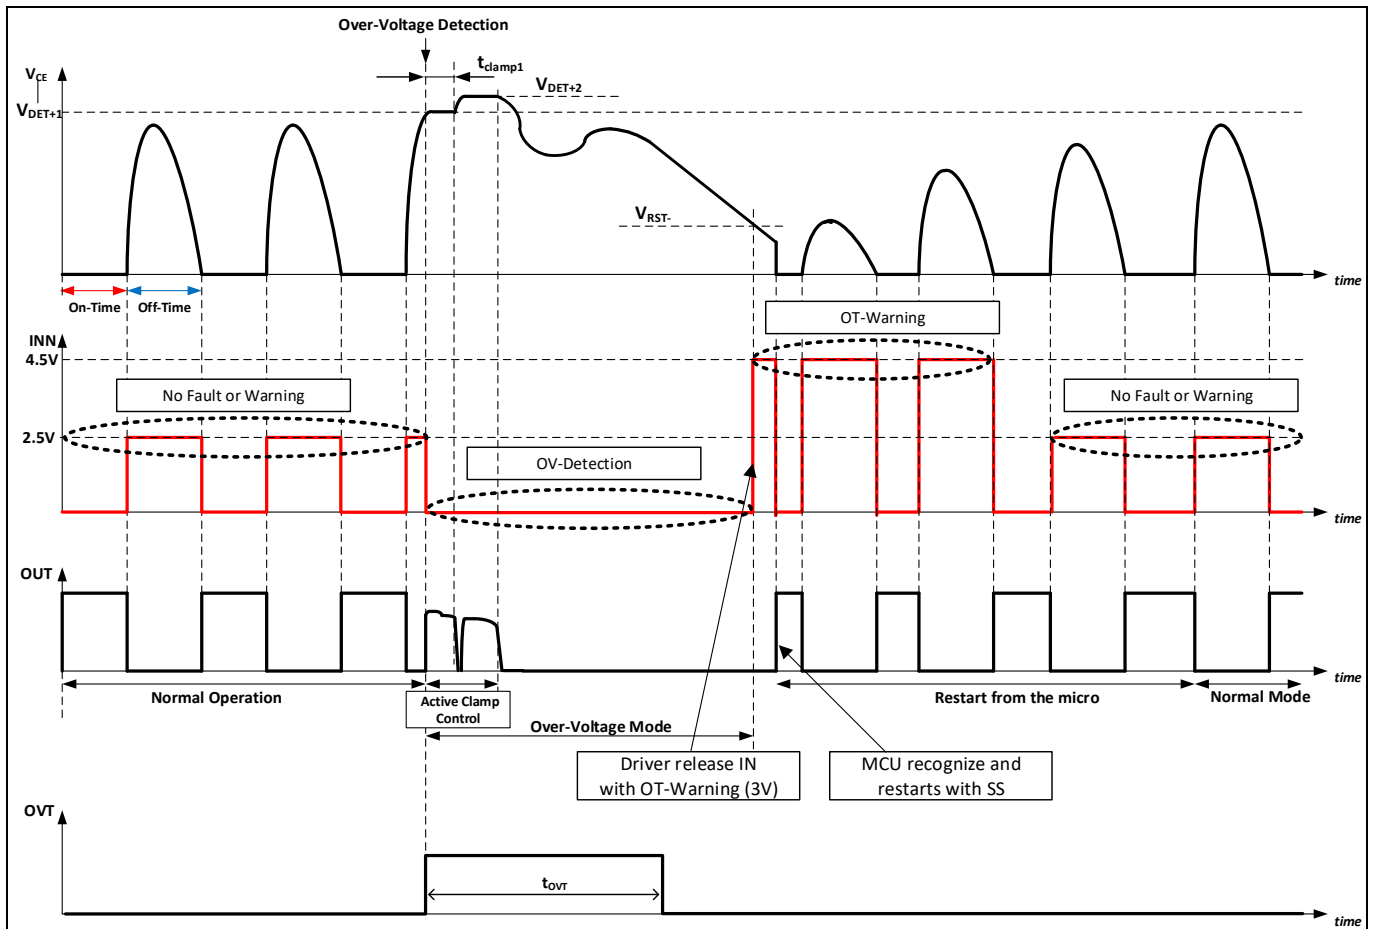 Over-Voltage Detection
VCE
tclamp1
VDET+2
VDET+1
VRST-
time
On-Time
Off-Time
OT-Warning
INN
4.5V
No Fault or Warning
No Fault or Warning
2.5V
OV-Detection
time
OUT
time
Normal Operation
Active Clamp
Control
Restart from the micro
Normal Mode
Over-Voltage Mode
Driver release IN
with OT-Warning (3V)
MCU recognize and
restarts with SS
OVT
tOVT
time